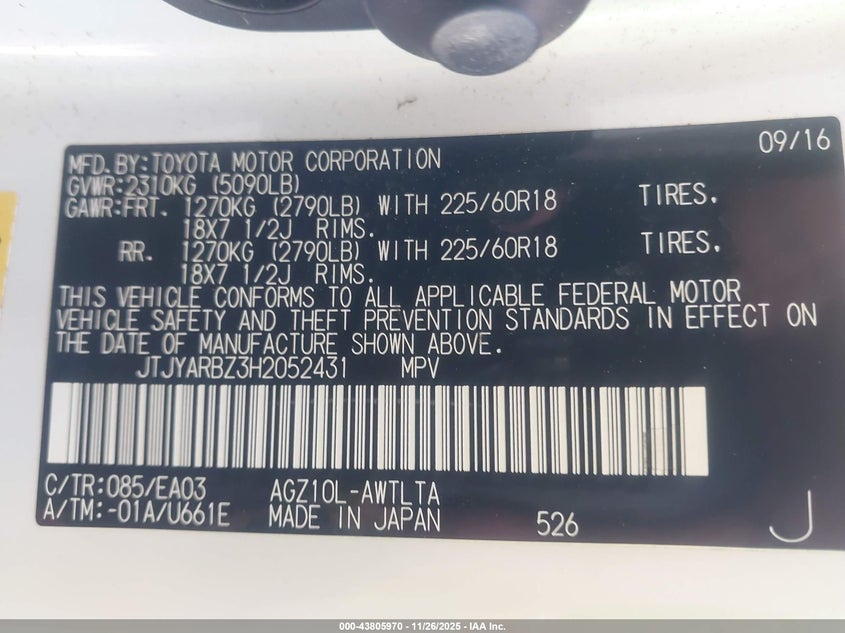 09/16
MFD.BY:TOYOTA MOTOR CORPORATION
GVWR:2310KG (5090LB)
GAWR:FRT. 1270KG (2790LB) WITH 225/60R18 TIRES.
18X7 1/2J RIMS.
RR. 1270KG (2790LB) WITH 225/60R18 TIRES.
18X7 1/2J RIMS.
THIS VEHICLE CONFORMS TO ALL APPLICABLE FEDERAL MOTOR
VEHICLE SAFETY AND THEFT PREVENTION STANDARDS IN EFFECT ON
THE DATE OF MANUFACTURE SHOWN ABOVE.
JTJYARBZ3H2052431 MPV
C/TR:085/EA03 AGZ10L-AWTLTA
A/TM:-01A/U661E MADE IN JAPAN 526 J
000-43805970 - 11/26/2025 - IAA Inc.